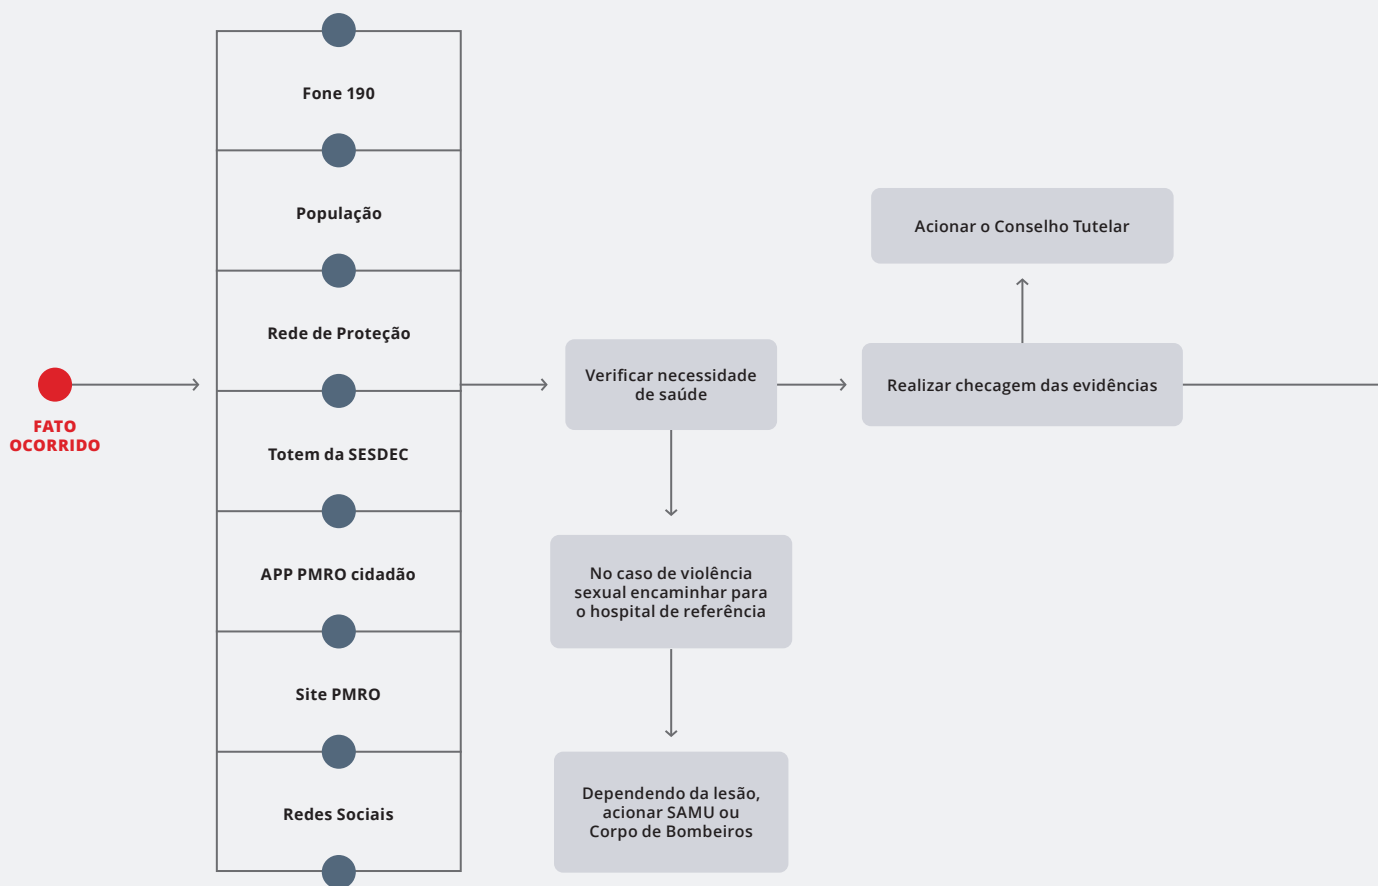 FATO
OCORRIDO
Fone 190
População
Rede de Proteção
Totem da SESDEC
APP PMRO cidadão
Site PMRO
Redes Sociais
Verificar necessidade
de saúde
No caso de violência
sexual encaminhar para
o hospital de referência
Dependendo da lesão,
acionar SAMU ou
Corpo de Bombeiros
Acionar o Conselho Tutelar
Realizar checagem das evidências